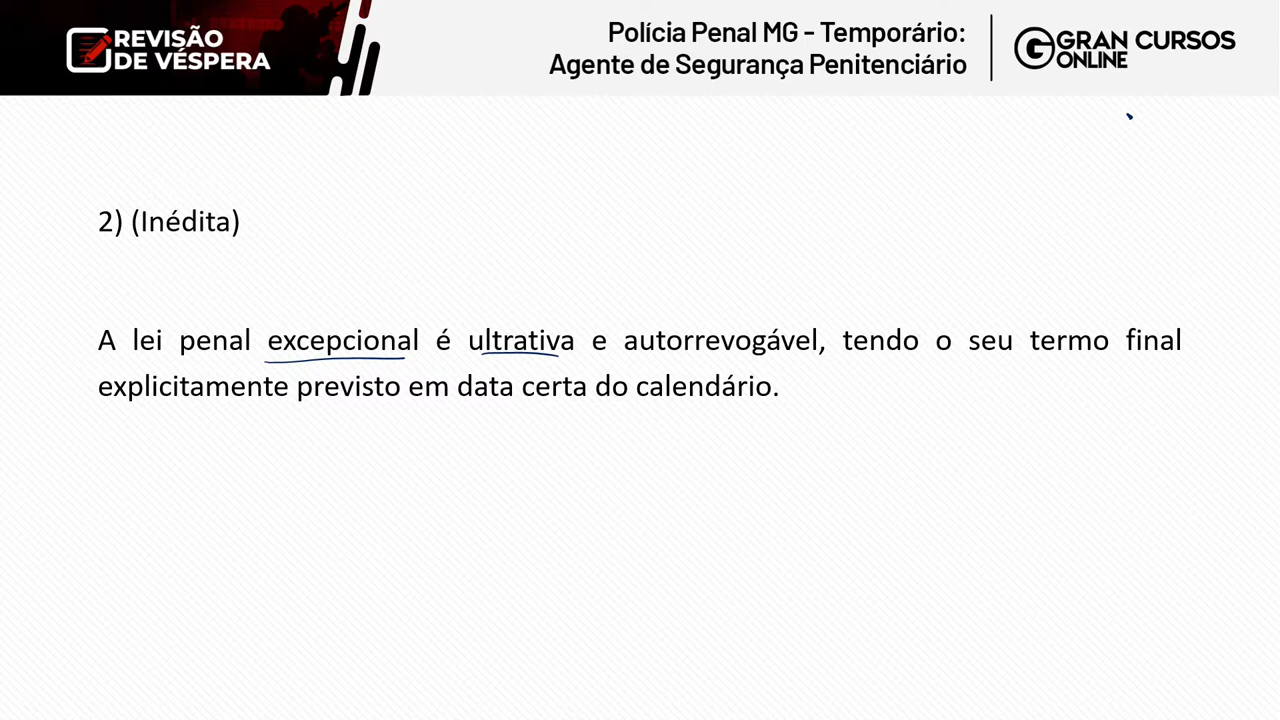 REVISÃO
DE VÉSPERA
Polícia Penal MG - Temporário:
Agente de Segurança Penitenciário
GRAN CURSOS
ONLINE
2) (Inédita)
A lei penal excepcional é ultrativa e autorrevogável, tendo o seu termo final
explicitamente previsto em data certa do calendário.